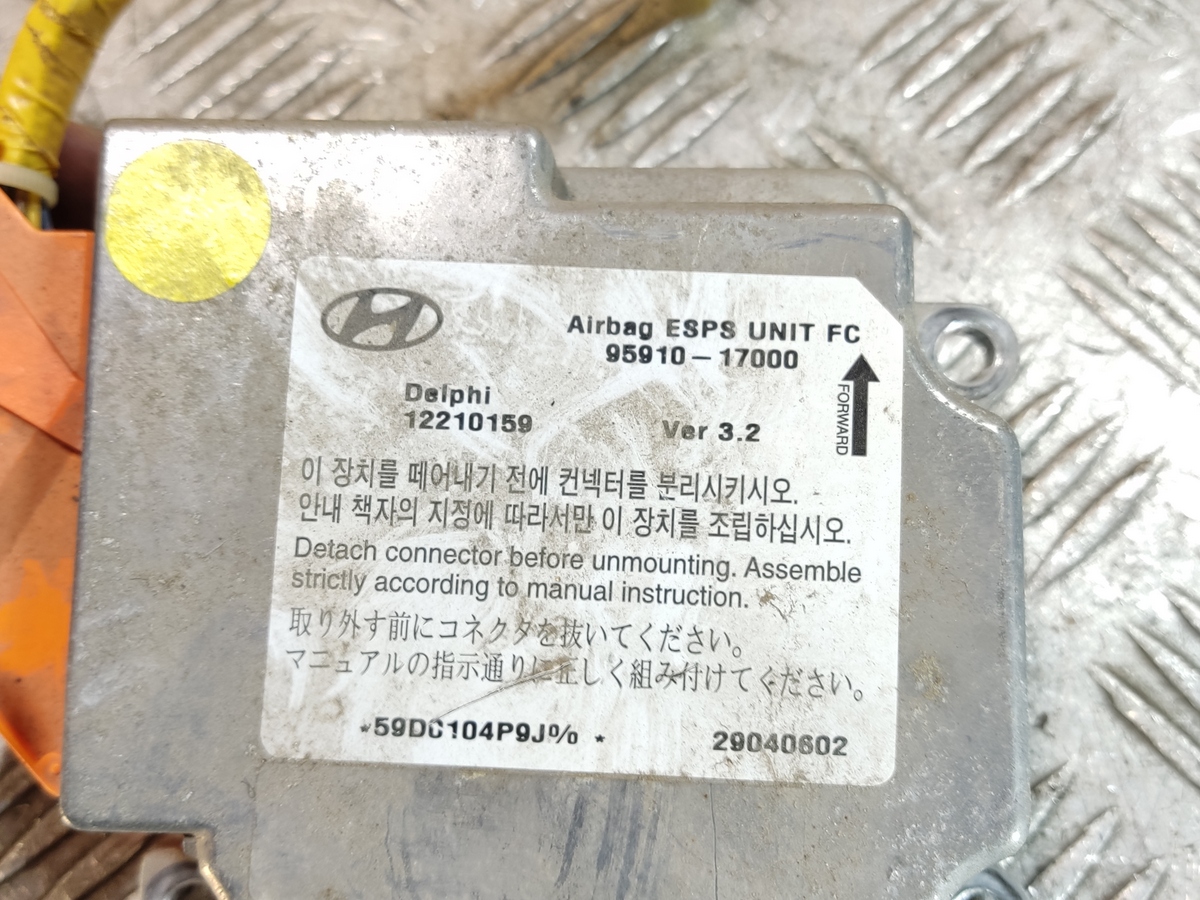 Airbag ESPS UNIT FC
95910-17000
FORWARD
Delphi
12210159
Ver 3.2
이 장치를 떼어내기 전에 컨넥터를 분리시키시오.
안내 책자의 지정에 따라서만 이 장치를 조립하십시오.
Detach connector before unmounting. Assemble
strictly according to manual instruction.
取り外す前にコネクタを抜いてください。
マニュアルの指示通りに正しく組み付けてください。
*59DC104P9J% *
29040602